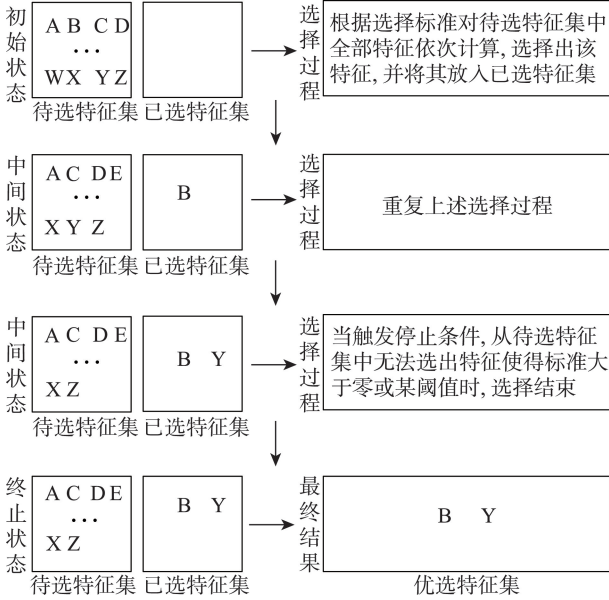 初始状态
A B C D
...
W X Y Z
待选特征集
已选特征集
选择过程
根据选择标准对待选特征集中
全部特征依次计算, 选择出该
特征, 并将其放入已选特征集
中间状态
A C D E
...
X Y Z
待选特征集
B
已选特征集
选择过程
重复上述选择过程
中间状态
A C D E
...
X Z
待选特征集
B Y
已选特征集
选择过程
当触发停止条件, 从待选特征
集中无法选出特征使得标准大
于零或某阈值时, 选择结束
终止状态
A C D E
...
X Z
待选特征集
B Y
已选特征集
最终结果
B Y
优选特征集